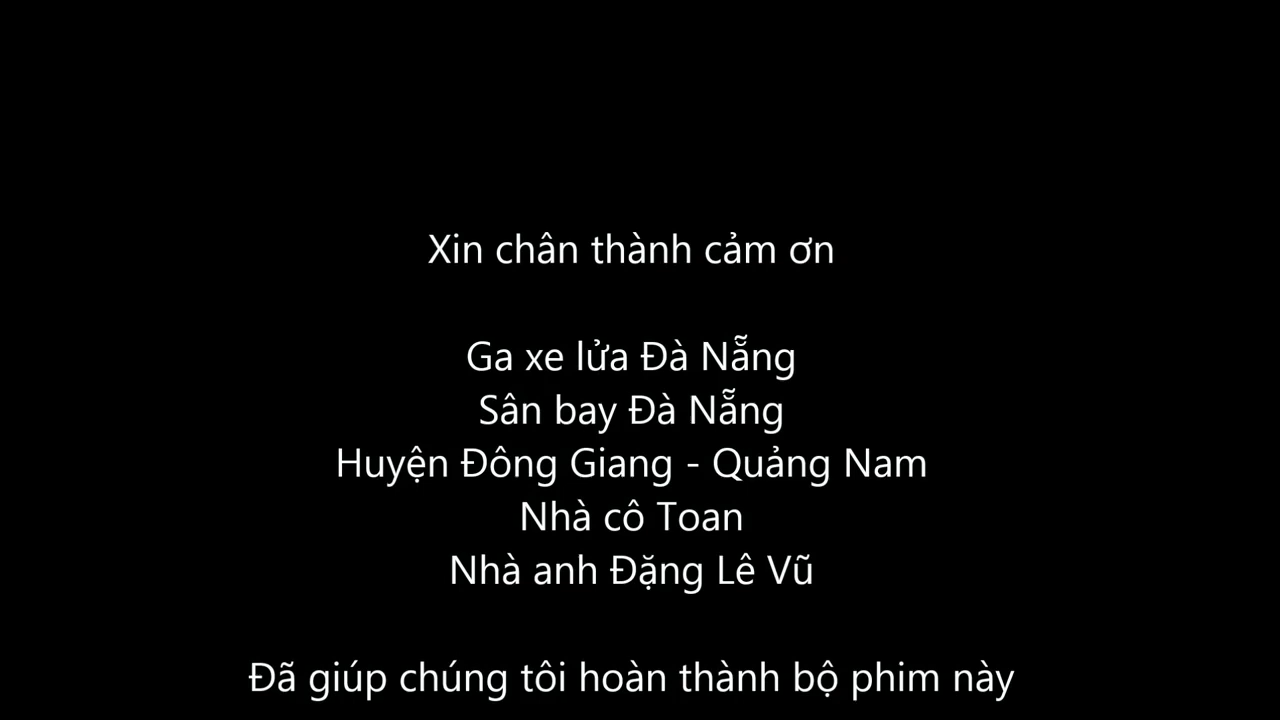 Xin chân thành cảm ơn
Ga xe lửa Đà Nẵng
Sân bay Đà Nẵng
Huyện Đông Giang - Quảng Nam
Nhà cô Toan
Nhà anh Đặng Lê Vũ
Đã giúp chúng tôi hoàn thành bộ phim này